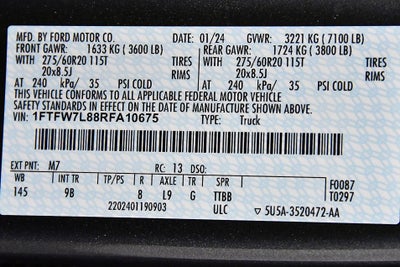 MFD. BY FORD MOTOR CO. 01/24 GVWR: 3221 KG ( 7100 LB)
FRONT GAWR: 1633 KG ( 3600 LB) REAR GAWR: 1724 KG ( 3800 LB)
WITH 275/60R20 115T TIRES WITH 275/60R20 115T TIRES
20x8.5J RIMS 20x8.5J RIMS
AT 240 kPa/ 35 PSI COLD AT 240 kPa/ 35 PSI COLD
THIS VEHICLE CONFORMS TO ALL APPLICABLE FEDERAL MOTOR VEHICLE
SAFETY STANDARDS IN EFFECT ON THE DATE OF MANUFACTURE SHOWN ABOVE.
VIN: 1FTFW7L88RFA10675 Truck
EXT PNT: M7 RC: 13 DSO:
WB INT TR TP/PS R AXLE TR SPR F0087
145 9B 8 L9 G TTBB T0297
2202401190903 ULC 5U5A-3520472-AA